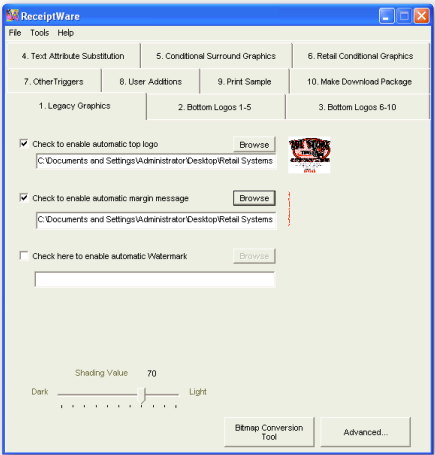 ReceiptWare
File Tools Help
4. Text Attribute Substitution 5. Conditional Surround Graphics 6. Retail Conditional Graphics
7. OtherTriggers 8. User Additions 9. Print Sample 10. Make Download Package
1. Legacy Graphics 2. Bottom Logos 1-5 3. Bottom Logos 6-10
Check to enable automatic top logo Browse
C:\Documents and Settings\Administrator\Desktop\Retail Systems
Check to enable automatic margin message Browse
C:\Documents and Settings\Administrator\Desktop\Retail Systems
Check here to enable automatic Watermark Browse
Shading Value 70
Dark Light
Bitmap Conversion
Tool
Advanced...